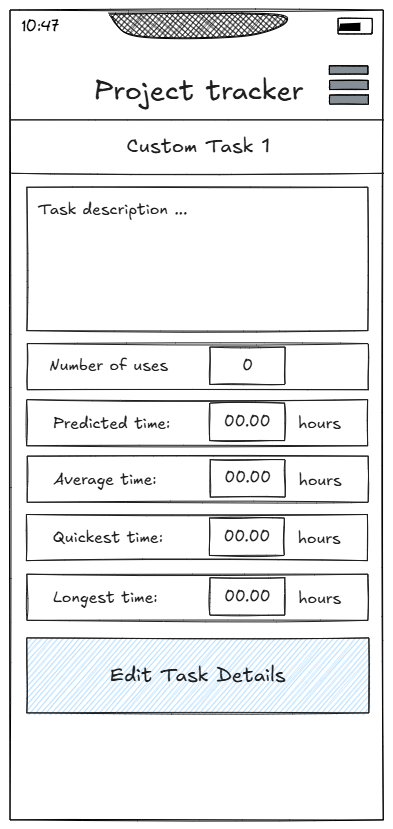 10:47
Project tracker
Custom Task 1
Task description ...
Number of uses 0
Predicted time: 00.00 hours
Average time: 00.00 hours
Quickest time: 00.00 hours
Longest time: 00.00 hours
Edit Task Details